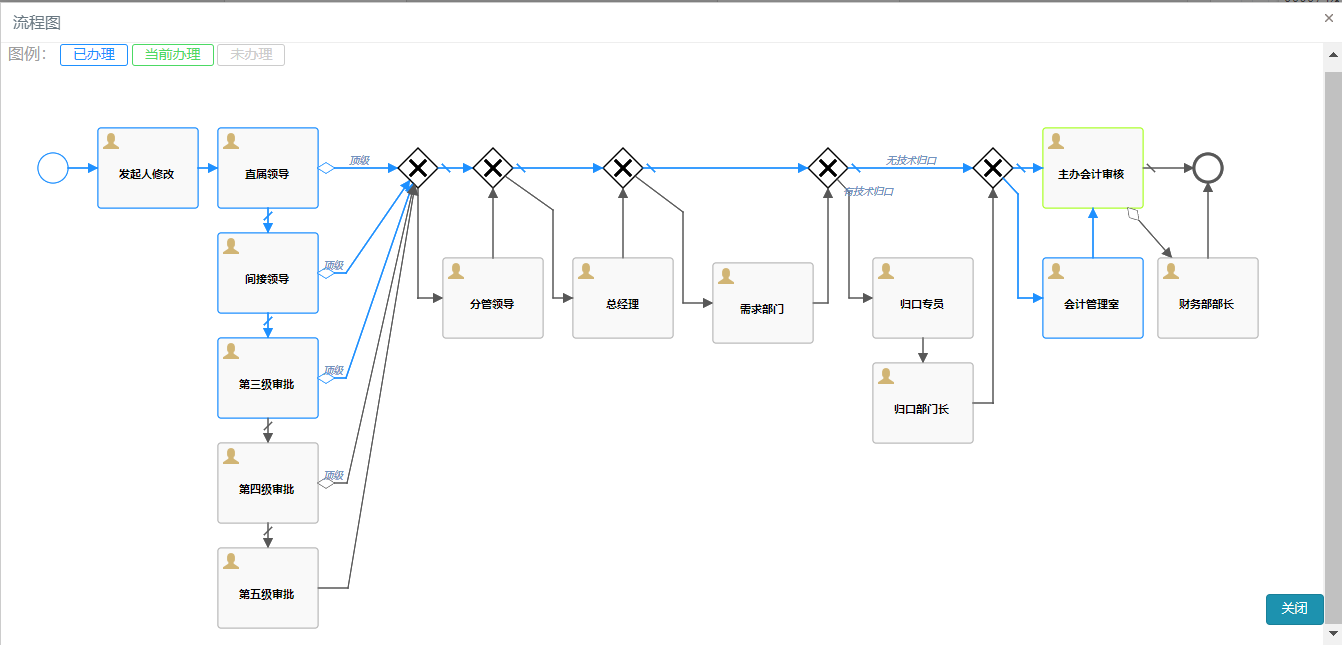 流程图
×
图例：
已办理
当前办理
未办理
发起人修改
直属领导
顶级
无技术归口
主办会计审核
有技术归口
间接领导
顶级
分管领导
总经理
需求部门
归口专员
会计管理室
财务部部长
第三级审批
顶级
归口部门长
第四级审批
顶级
第五级审批
关闭